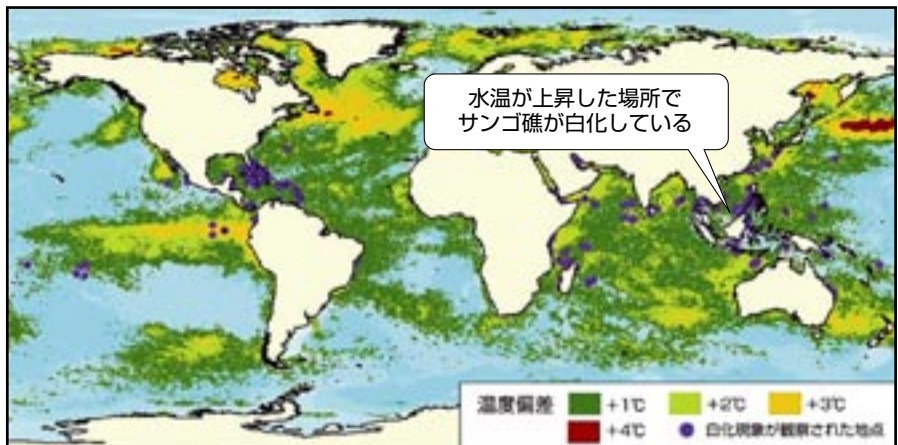 水温が上昇した場所で
サンゴ礁が白化している
温度偏差 +1℃ +2℃ +3℃
+4℃ 白化現象が観察された地点